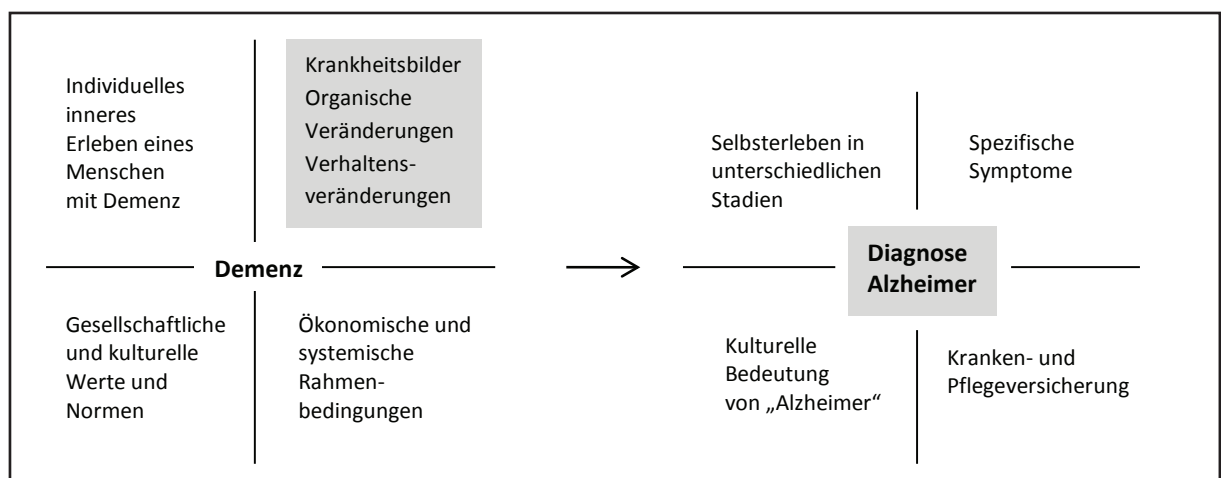 Individuelles
inneres
Erleben eines
Menschen
mit Demenz
Krankheitsbilder
Organische
Veränderungen
Verhaltens-
veränderungen
Demenz
Gesellschaftliche
und kulturelle
Werte und
Normen
Ökonomische und
systemische
Rahmen-
bedingungen
Selbsterleben in
unterschiedlichen
Stadien
Spezifische
Symptome
Diagnose
Alzheimer
Kulturelle
Bedeutung
von „Alzheimer“
Kranken- und
Pflegeversicherung